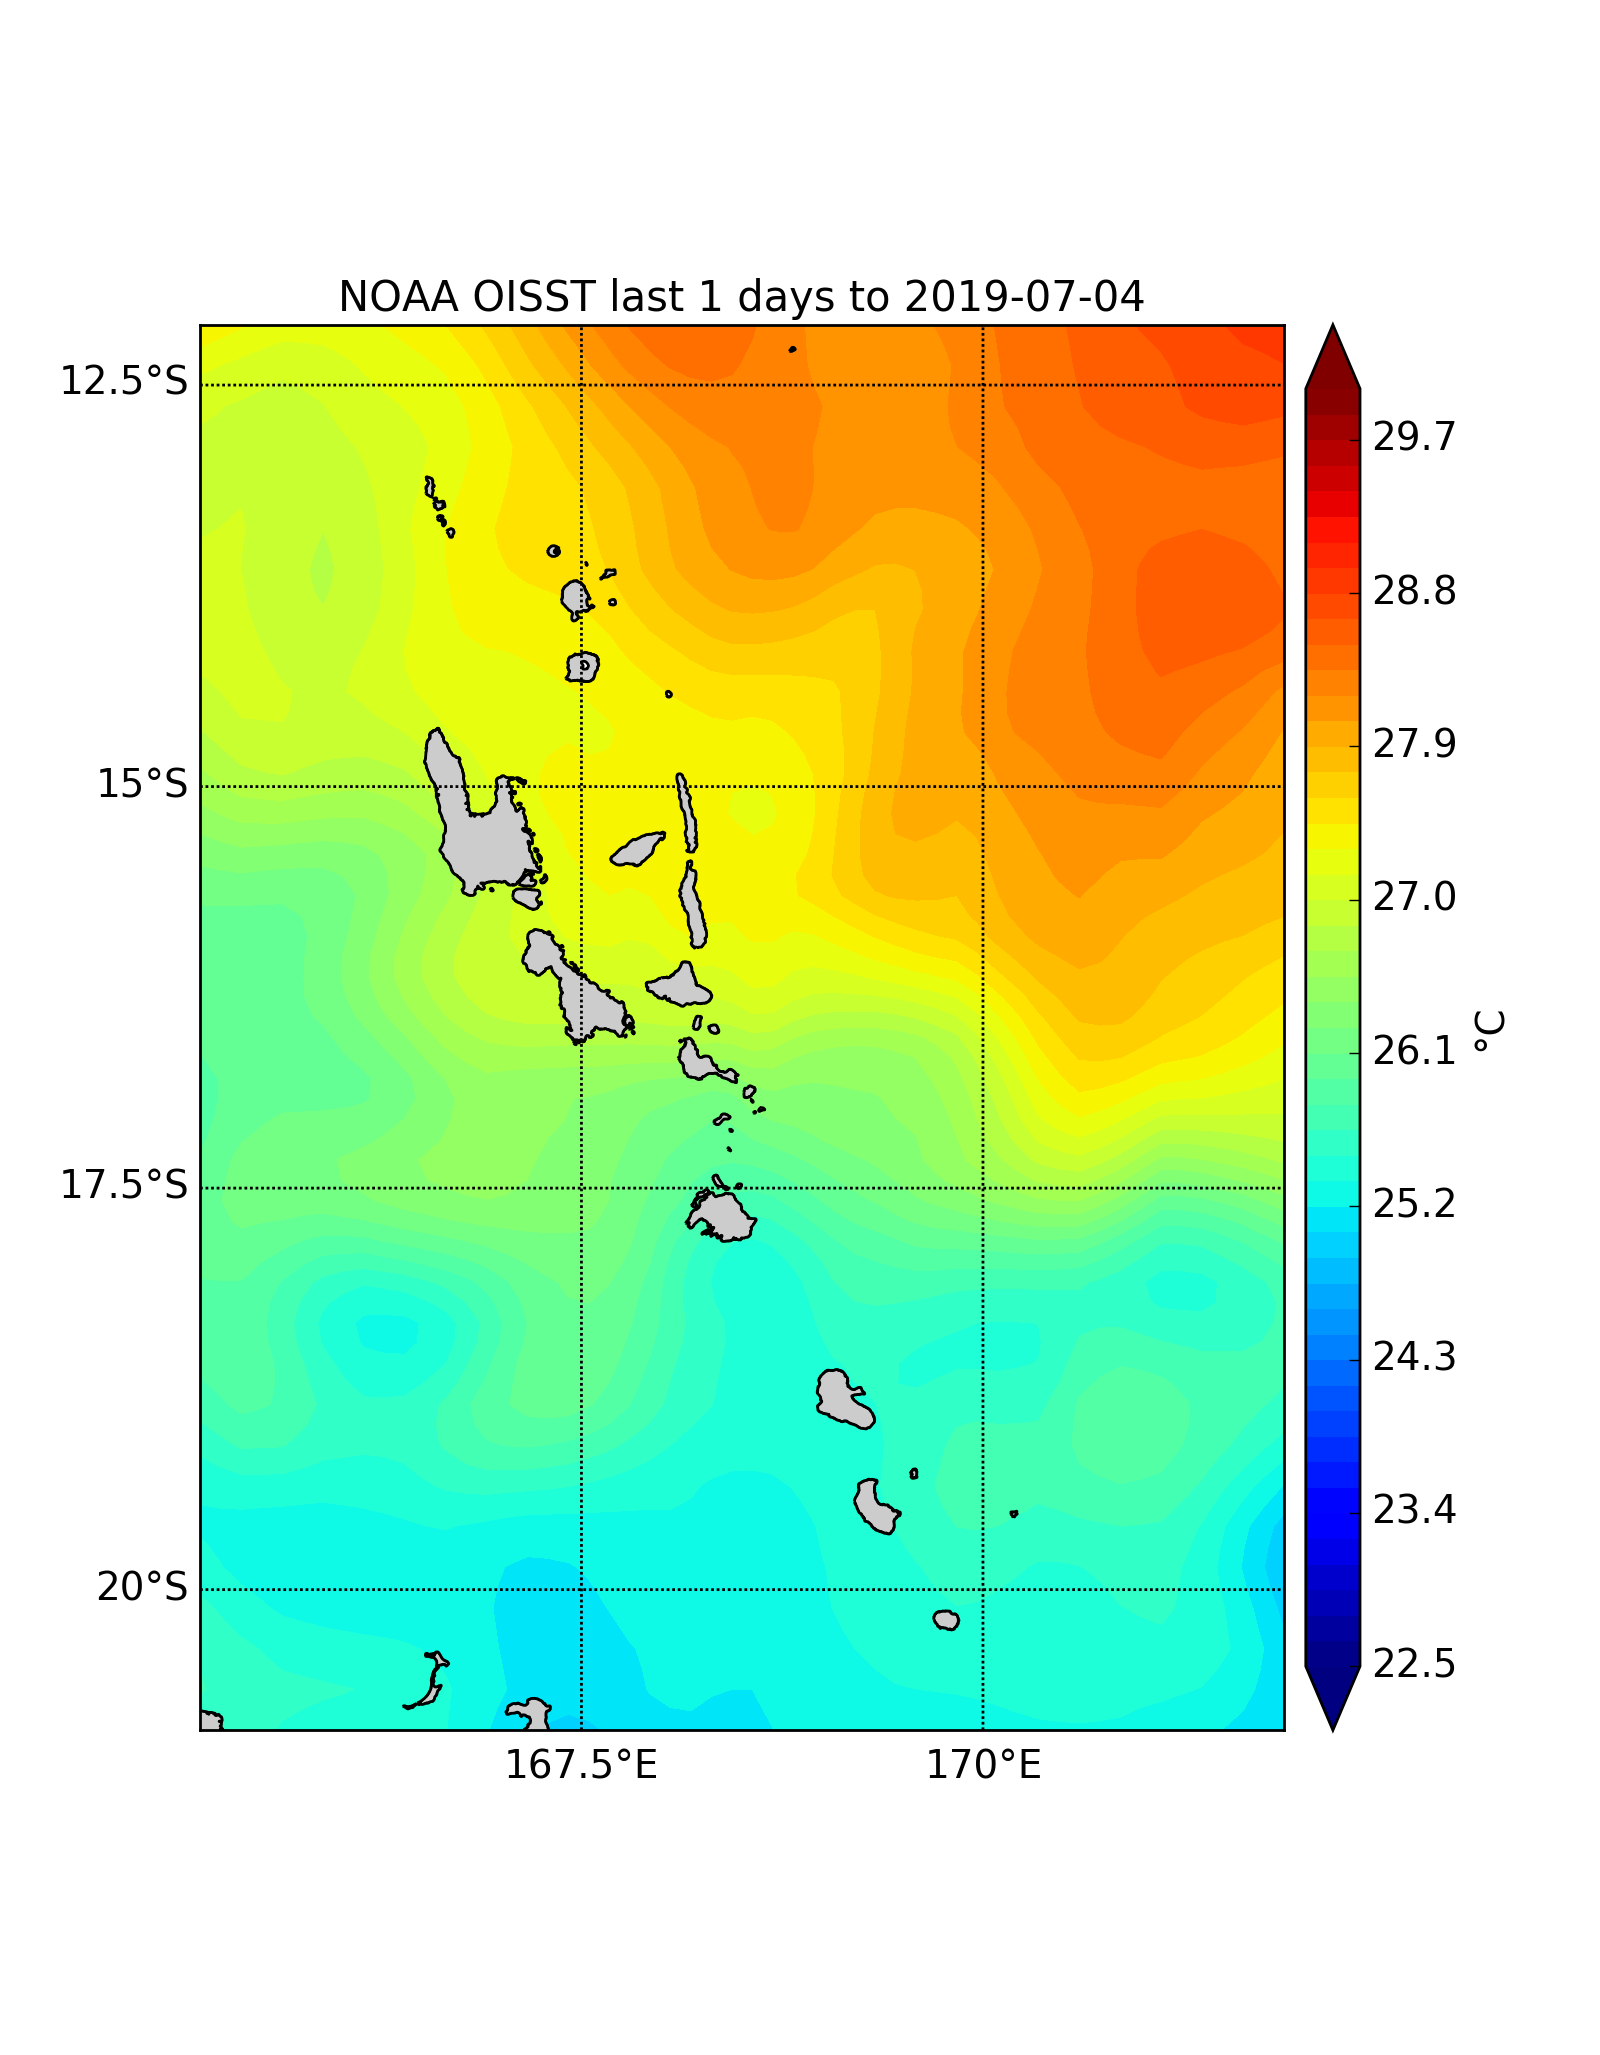 NOAA OISST last 1 days to 2019-07-04
12.5°S
15°S
17.5°S
20°S
167.5°E
170°E
29.7
28.8
27.9
27.0
26.1
25.2
24.3
23.4
22.5
°C